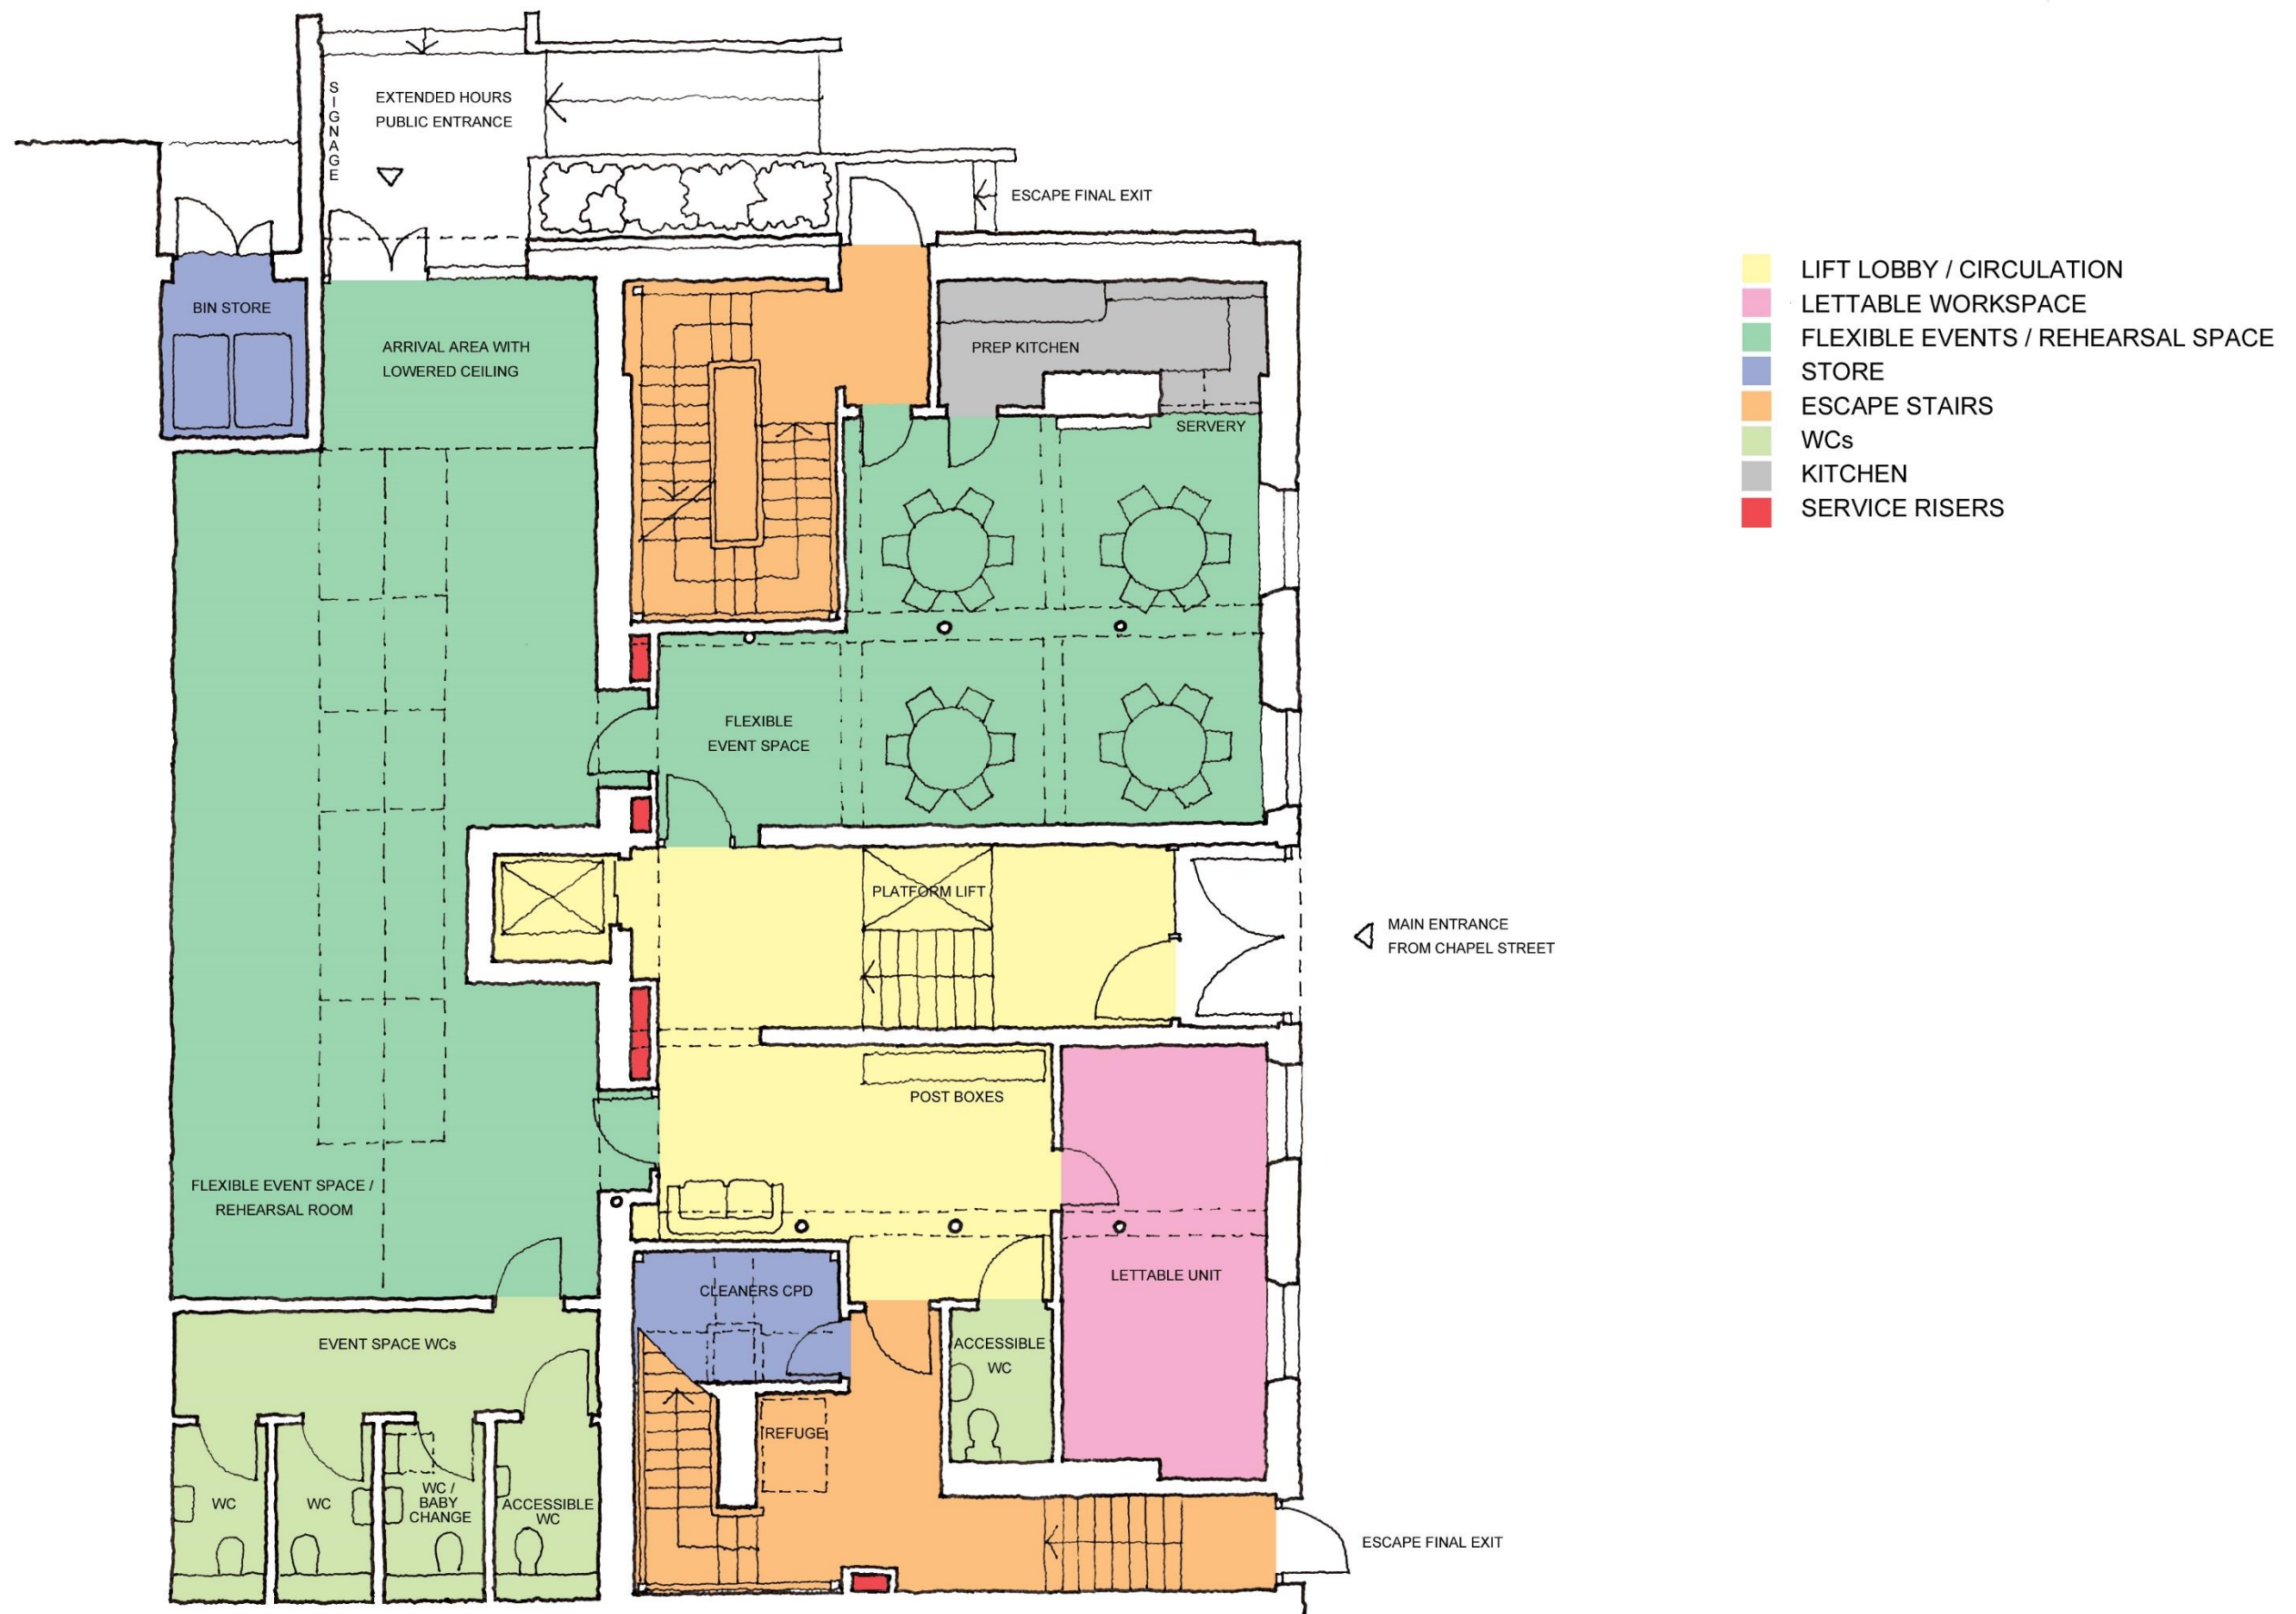 SIGNAGE
EXTENDED HOURS
PUBLIC ENTRANCE
ESCAPE FINAL EXIT
BIN STORE
ARRIVAL AREA WITH
LOWERED CEILING
PREP KITCHEN
SERVERY
FLEXIBLE
EVENT SPACE
PLATFORM LIFT
MAIN ENTRANCE
FROM CHAPEL STREET
POST BOXES
FLEXIBLE EVENT SPACE /
REHEARSAL ROOM
LETTABLE UNIT
CLEANERS CPD
EVENT SPACE WCs
ACCESSIBLE
WC
REFUGE
WC
WC
WC /
BABY
CHANGE
ACCESSIBLE
WC
ESCAPE FINAL EXIT
LIFT LOBBY / CIRCULATION
LETTABLE WORKSPACE
FLEXIBLE EVENTS / REHEARSAL SPACE
STORE
ESCAPE STAIRS
WCs
KITCHEN
SERVICE RISERS